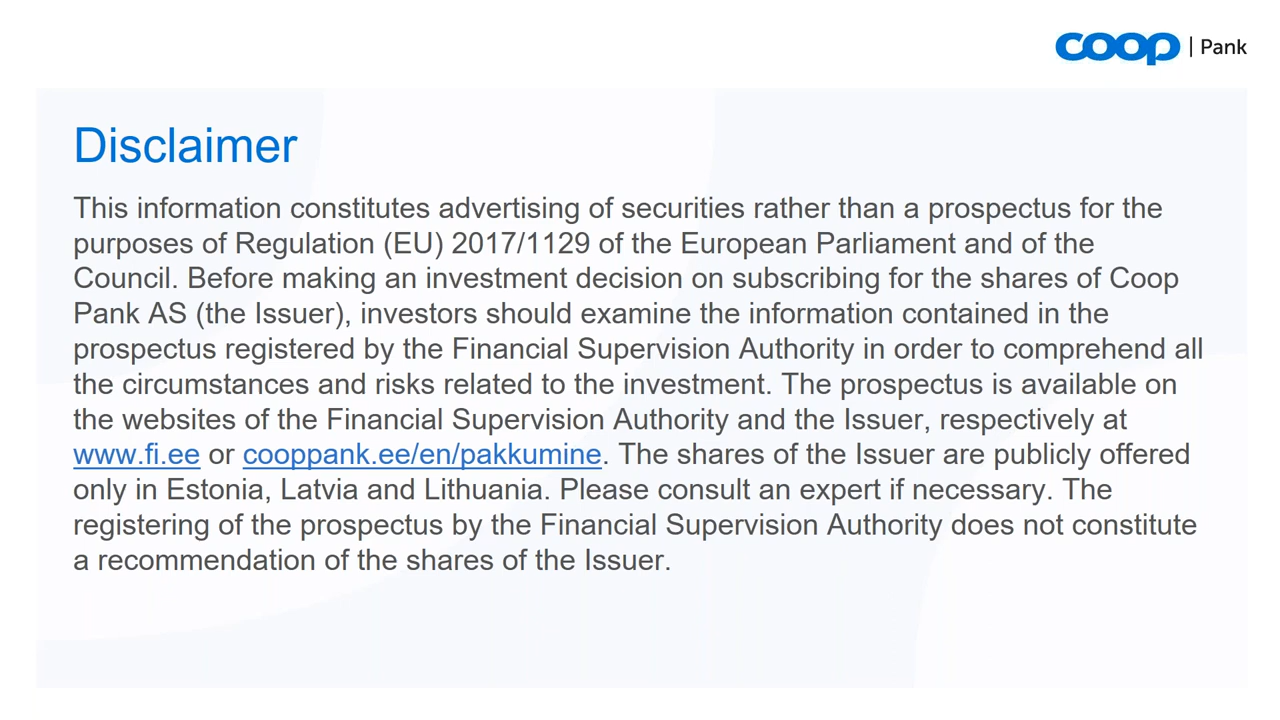 coop | Pank
Disclaimer
This information constitutes advertising of securities rather than a prospectus for the
purposes of Regulation (EU) 2017/1129 of the European Parliament and of the
Council. Before making an investment decision on subscribing for the shares of Coop
Pank AS (the Issuer), investors should examine the information contained in the
prospectus registered by the Financial Supervision Authority in order to comprehend all
the circumstances and risks related to the investment. The prospectus is available on
the websites of the Financial Supervision Authority and the Issuer, respectively at
www.fi.ee or cooppank.ee/en/pakkumine. The shares of the Issuer are publicly offered
only in Estonia, Latvia and Lithuania. Please consult an expert if necessary. The
registering of the prospectus by the Financial Supervision Authority does not constitute
a recommendation of the shares of the Issuer.